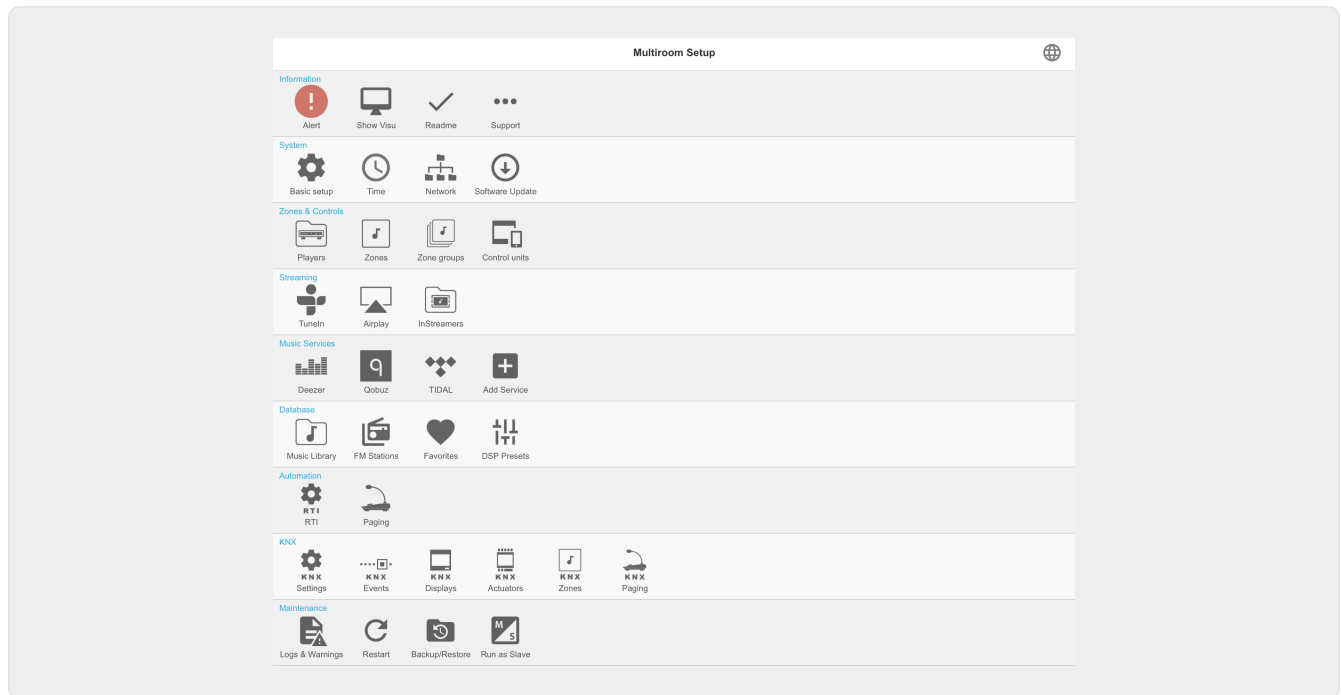 Multiroom Setup
Information
Alert Show Visu Readme Support
System
Basic setup Time Network Software Update
Zones & Controls
Players Zones Zone groups Control units
Streaming
TuneIn Airplay InStreamers
Music Services
q
Deezer Qobuz TIDAL Add Service
Database
Music Library FM Stations Favorites DSP Presets
Automation
RTI
RTI Paging
KNX
KNX KNX KNX KNX KNX KNX
Settings Events Displays Actuators Zones Paging
Maintenance
M
S
Logs & Warnings Restart Backup/Restore Run as Slave